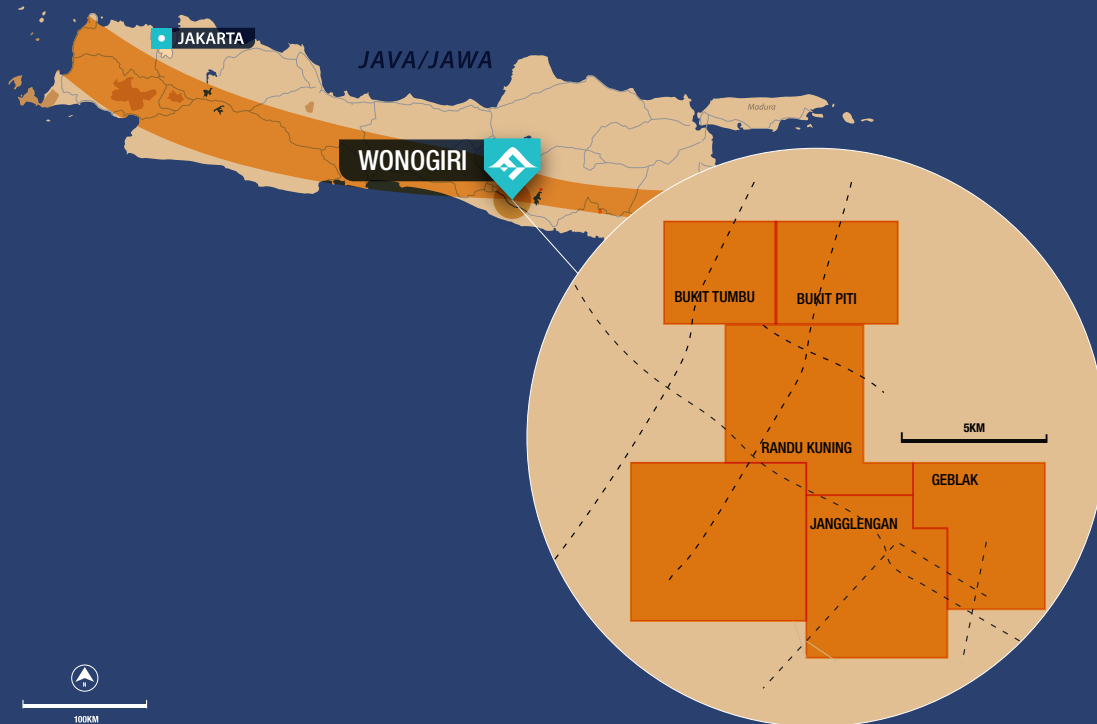 JAKARTA
JAVA/JAWA
Madura
WONOGIRI
BUKIT TUMBU
BUKIT PITI
5KM
RANDU KUNING
GEBLAK
JANGGLENGAN
N
100KM